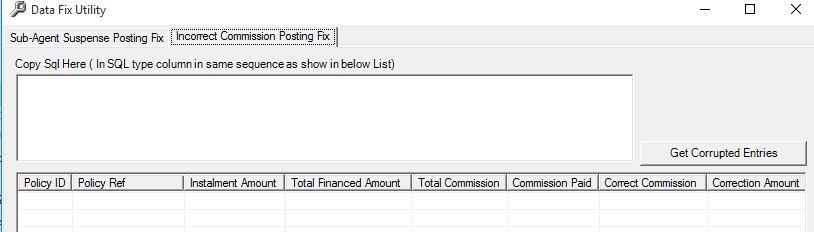 Data Fix Utility
Sub-Agent Suspense Posting Fix Incorrect Commission Posting Fix
Copy Sql Here ( In SQL type column in same sequence as show in below List)
Get Corrupted Entries
Policy ID Policy Ref Instalment Amount Total Financed Amount Total Commission Commission Paid Correct Commission Correction Amount